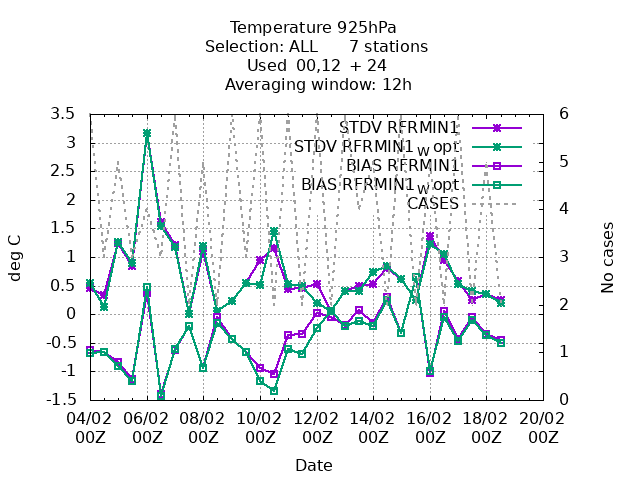 Temperature 925hPa
Selection: ALL 7 stations
Used 00,12 + 24
Averaging window: 12h
3.5
3
2.5
2
1.5
1
0.5
0
-0.5
-1
-1.5
deg C
6
5
4
3
2
1
0
No cases
STDV RFRMIN1
STDV RFRMIN1w opt
BIAS RFRMIN1
BIAS RFRMIN1w opt
CASES
04/02 06/02 08/02 10/02 12/02 14/02 16/02 18/02 20/02
00Z 00Z 00Z 00Z 00Z 00Z 00Z 00Z 00Z
Date